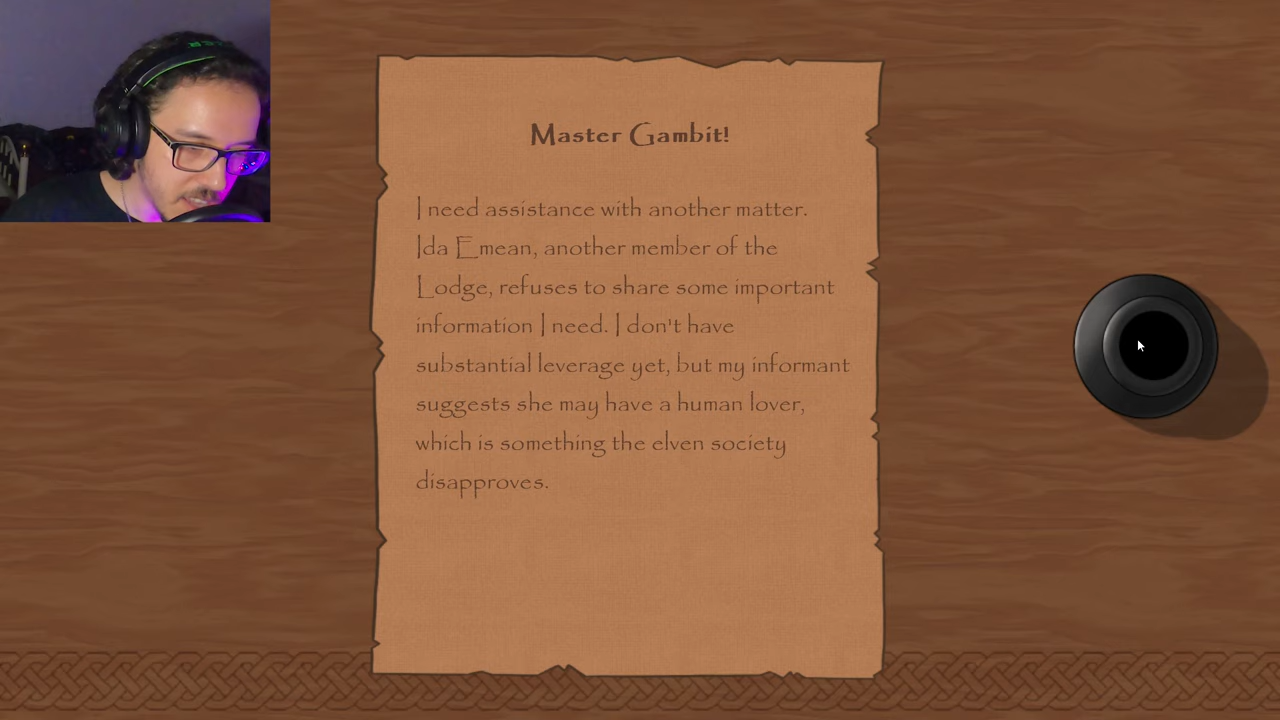 Master Gambit!
I need assistance with another matter.
Ida Emean, another member of the
Lodge, refuses to share some important
information I need. I don't have
substantial leverage yet, but my informant
suggests she may have a human lover,
which is something the elven society
disapproves.